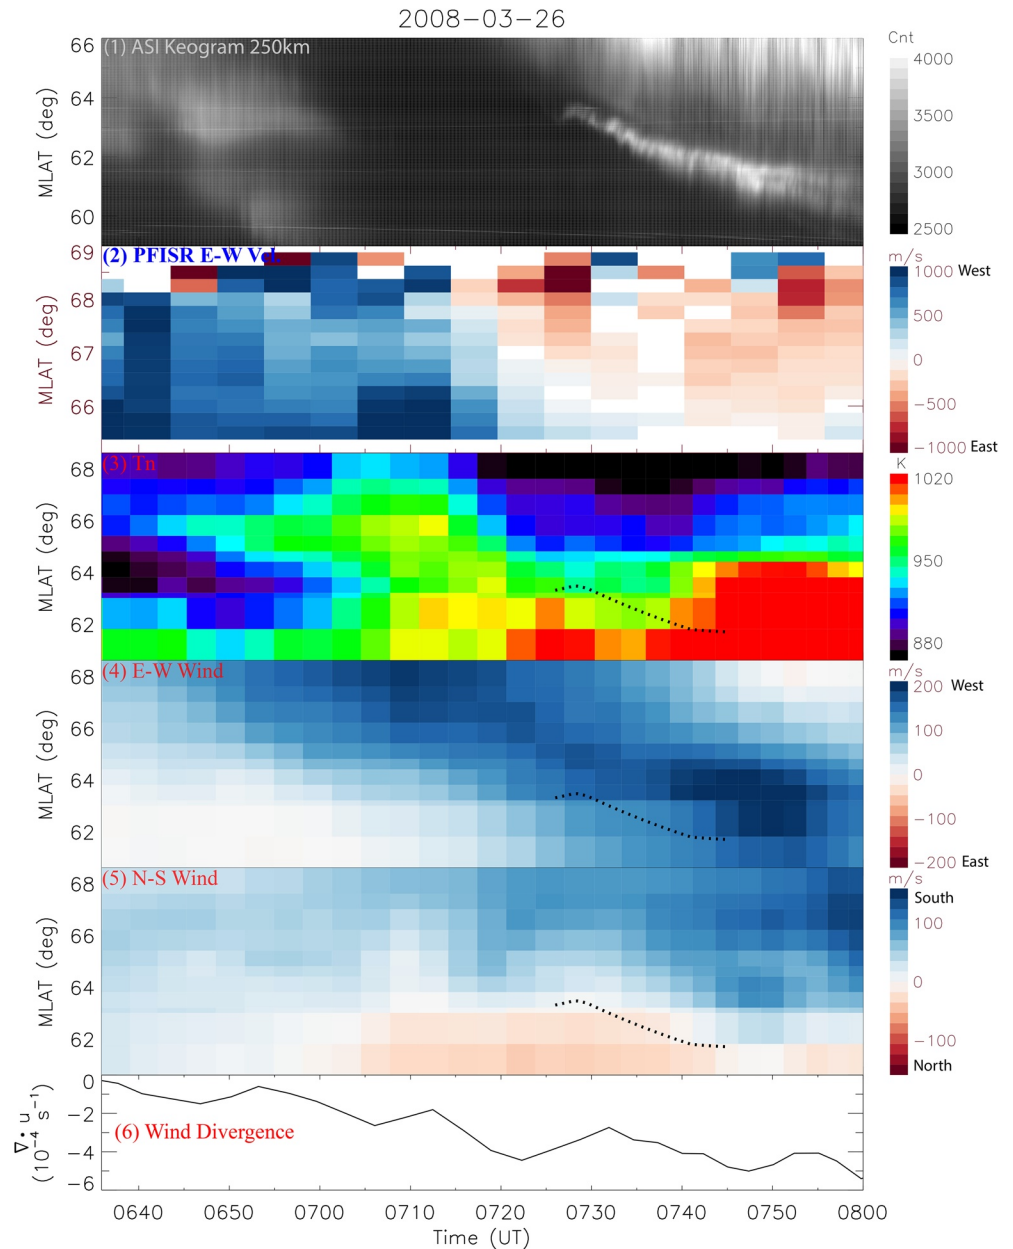 2008-03-26
(1) ASI Keogram 250km
Cnt
66
64
62
60
MLAT (deg)
4000
3500
3000
2500
(2) PFISR E-W Vel.
69
68
67
66
MLAT (deg)
m/s
1000 West
500
0
−500
−1000 East
(3) Tn
68
66
64
62
MLAT (deg)
K
1020
950
880
(4) E-W Wind
68
66
64
62
MLAT (deg)
m/s
200 West
100
0
−100
−200 East
(5) N-S Wind
68
66
64
62
MLAT (deg)
m/s
South
100
0
−100
North
(6) Wind Divergence
0
−2
−4
−6
∇· u
(10⁻⁴ s⁻¹)
0640 0650 0700 0710 0720 0730 0740 0750 0800
Time (UT)